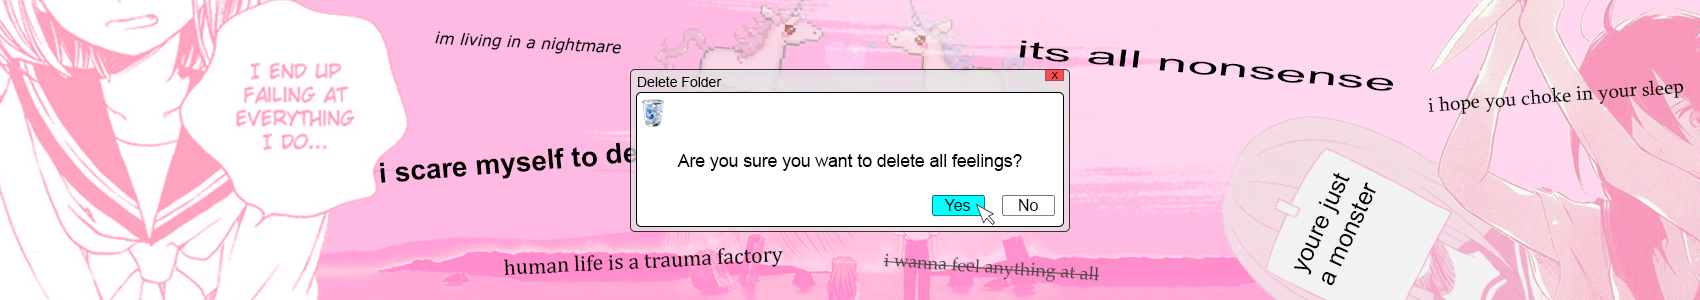 im living in a nightmare
its all nonsense
I END UP
FAILING AT
EVERYTHING
I DO...
Delete Folder
x
i hope you choke in your sleep
i scare myself to de
Are you sure you want to delete all feelings?
Yes
No
youre just
a monster
human life is a trauma factory
i wanna feel anything at all